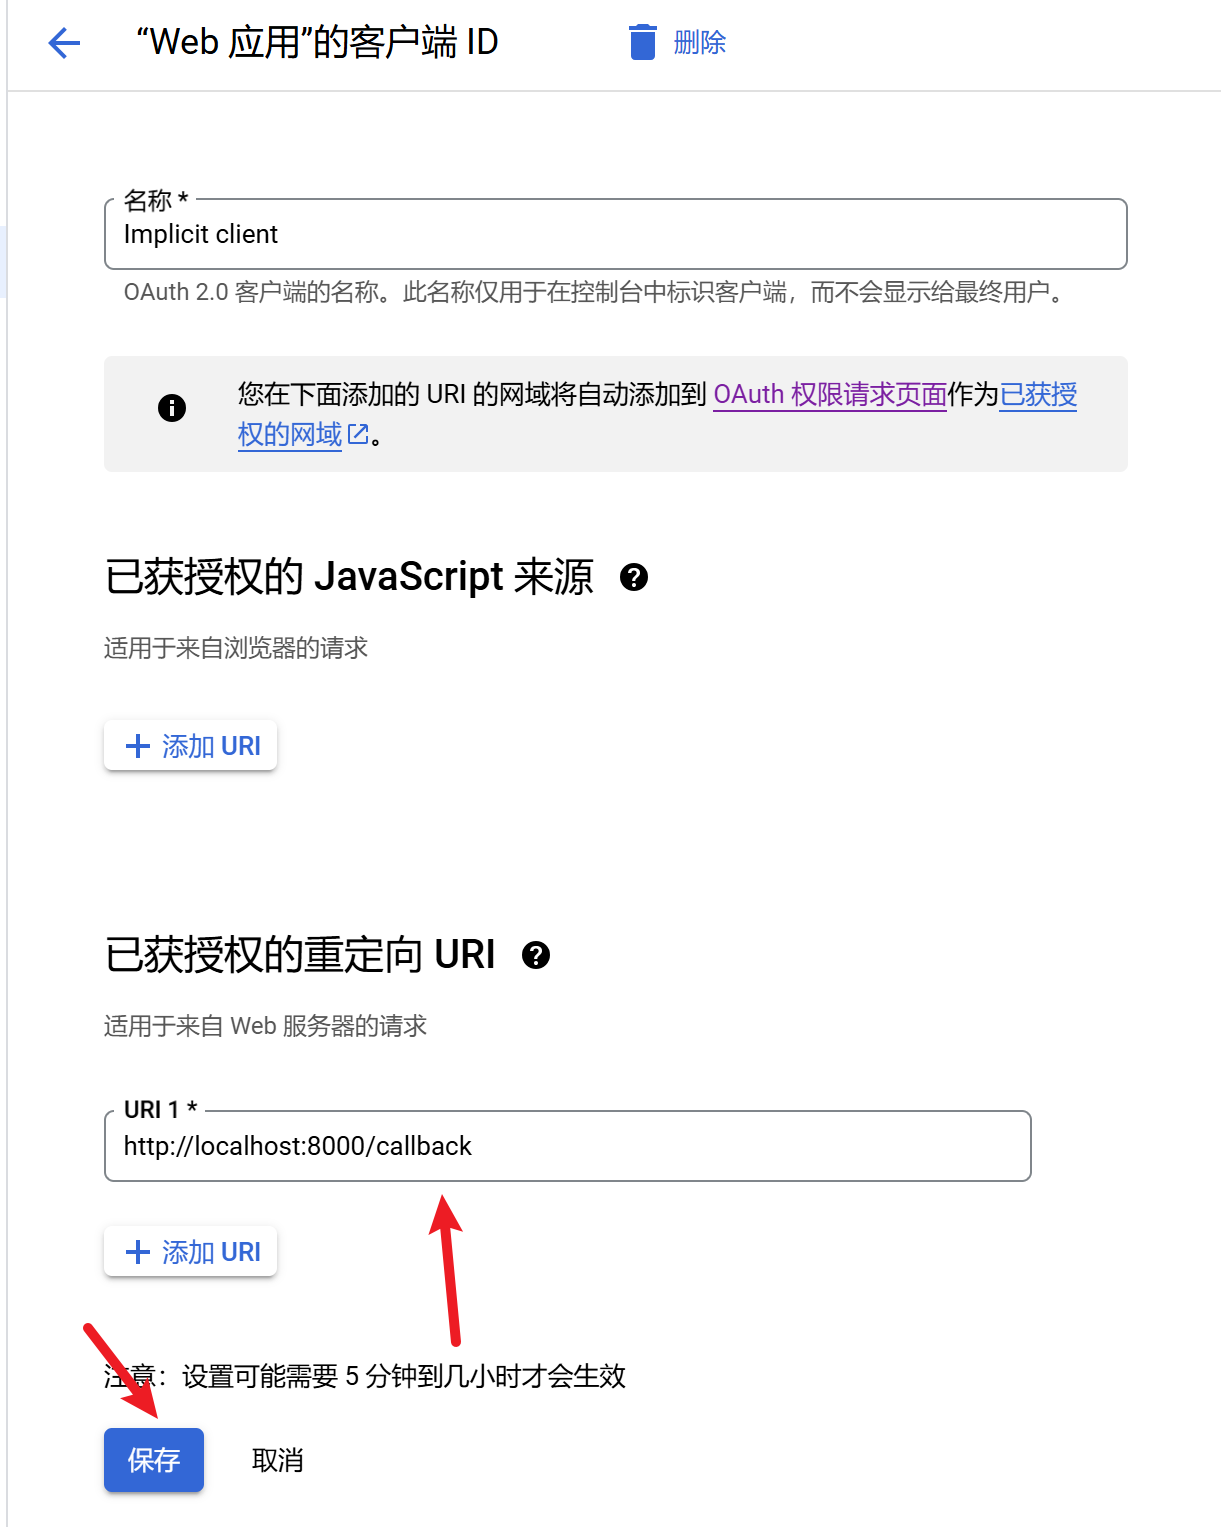 “Web 应用”的客户端 ID
删除
名称 *
Implicit client
OAuth 2.0 客户端的名称。此名称仅用于在控制台中标识客户端，而不会显示给最终用户。
您在下面添加的 URI 的网域将自动添加到 OAuth 权限请求页面作为已获
权的网域。
已获授权的 JavaScript 来源
适用于来自浏览器的请求
添加 URI
已获授权的重定向 URI
适用于来自 Web 服务器的请求
URI 1 *
http://localhost:8000/callback
添加 URI
注意：设置可能需要 5 分钟到几小时才会生效
保存
取消